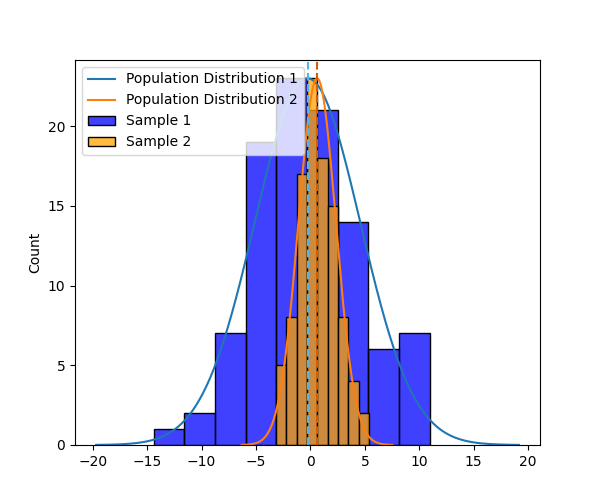 Population Distribution 1
Population Distribution 2
Sample 1
Sample 2
Count
20
15
10
5
0
−20 −15 −10 −5 0 5 10 15 20